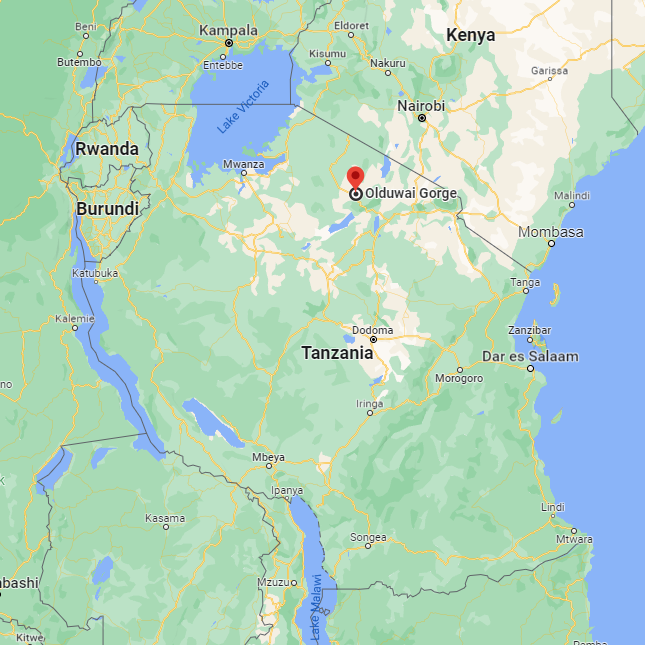 Beni
Kampala
Eldoret
Kenya
Butembo
Entebbe
Kisumu
Nakuru
Garissa
Lake Victoria
Nairobi
Rwanda
Mwanza
Olduwai Gorge
Malindi
Burundi
Mombasa
Katubuka
Tanga
Kalemie
Dodoma
Zanzibar
Tanzania
Dar es Salaam
no
Morogoro
Iringa
Mbeya
Ipanya
Lindi
Kasama
Songea
Mtwara
bashi
Mzuzu
Lake Malawi
Kitwe